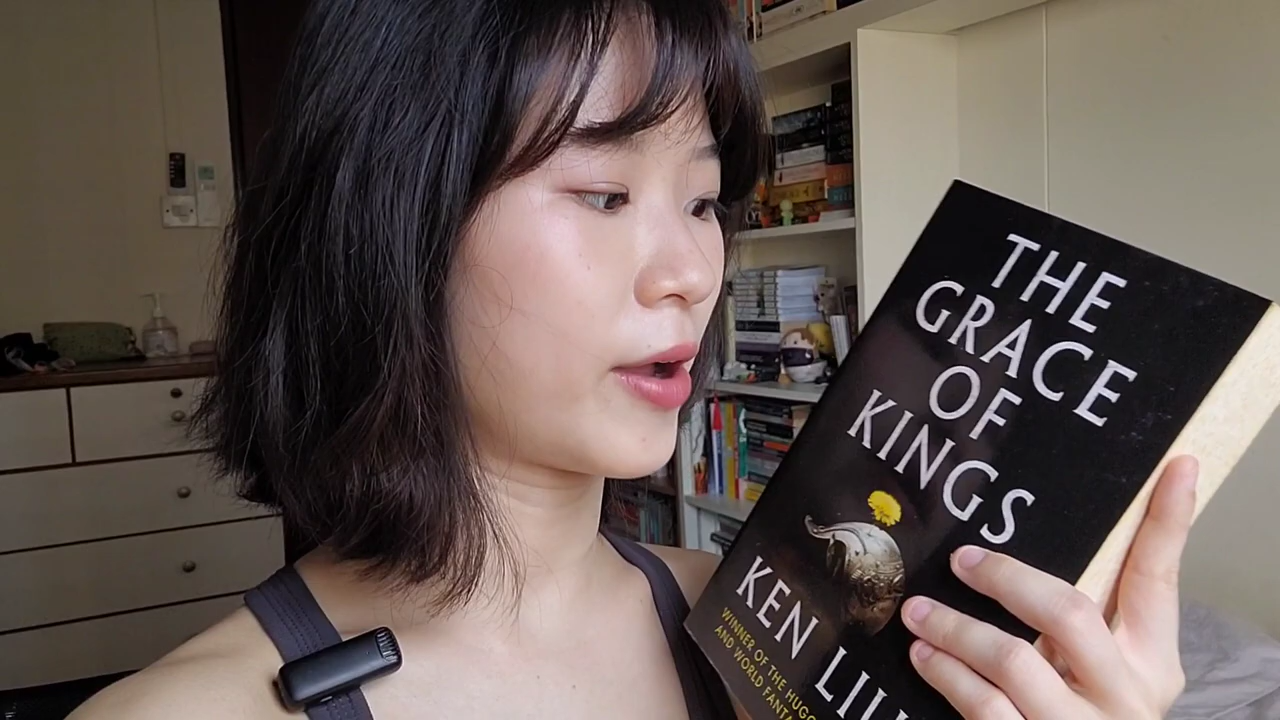 THE
GRACE
OF
KINGS
KEN LIU
WINNER OF THE HUGO
AND WORLD FANTA